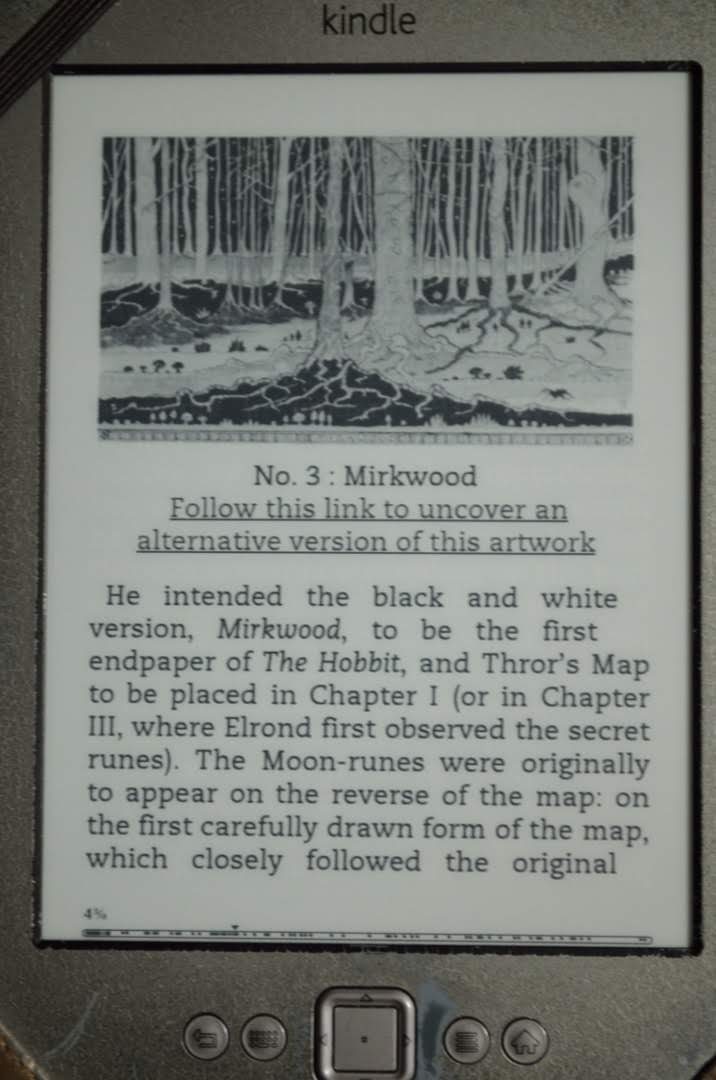 kindle
No. 3 : Mirkwood
Follow this link to uncover an
alternative version of this artwork
He intended the black and white
version, Mirkwood, to be the first
endpaper of The Hobbit, and Thror's Map
to be placed in Chapter I (or in Chapter
III, where Elrond first observed the secret
runes). The Moon-runes were originally
to appear on the reverse of the map: on
the first carefully drawn form of the map,
which closely followed the original
4%